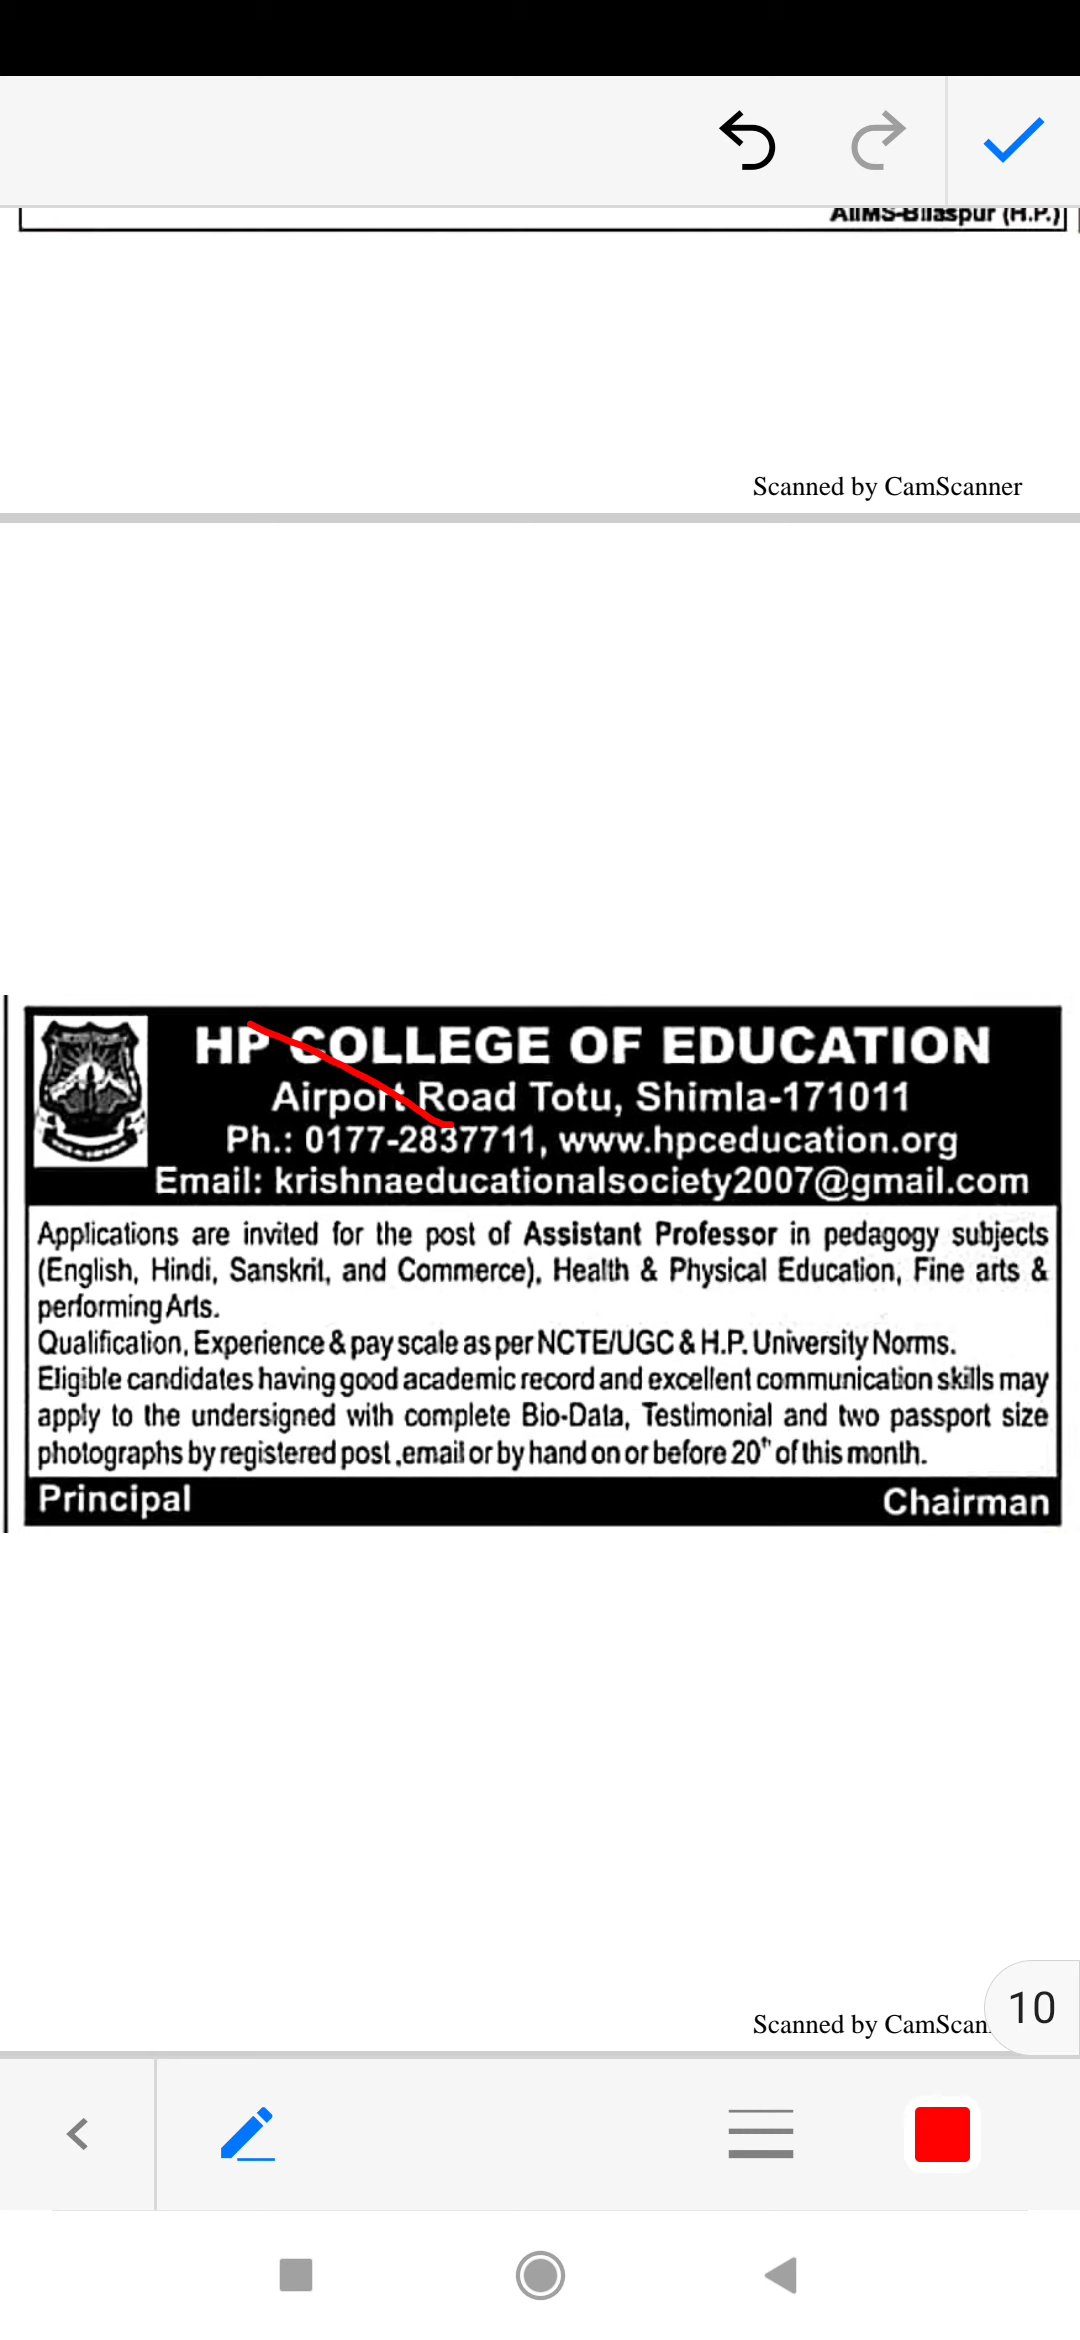 AIIMS-Bilaspur (H.P.)
Scanned by CamScanner
HP COLLEGE OF EDUCATION
Airport Road Totu, Shimla-171011
Ph.: 0177-2837711, www.hpceducation.org
Email: krishnaeducationalsociety2007@gmail.com
Applications are invited for the post of Assistant Professor in pedagogy subjects
(English, Hindi, Sanskrit, and Commerce), Health & Physical Education, Fine arts &
performing Arts.
Qualification, Experience & pay scale as per NCTE/UGC & H.P. University Norms.
Eligible candidates having good academic record and excellent communication skills may
apply to the undersigned with complete Bio-Data, Testimonial and two passport size
photographs by registered post ,email or by hand on or before 20th of this month.
Principal Chairman
Scanned by CamScan
10